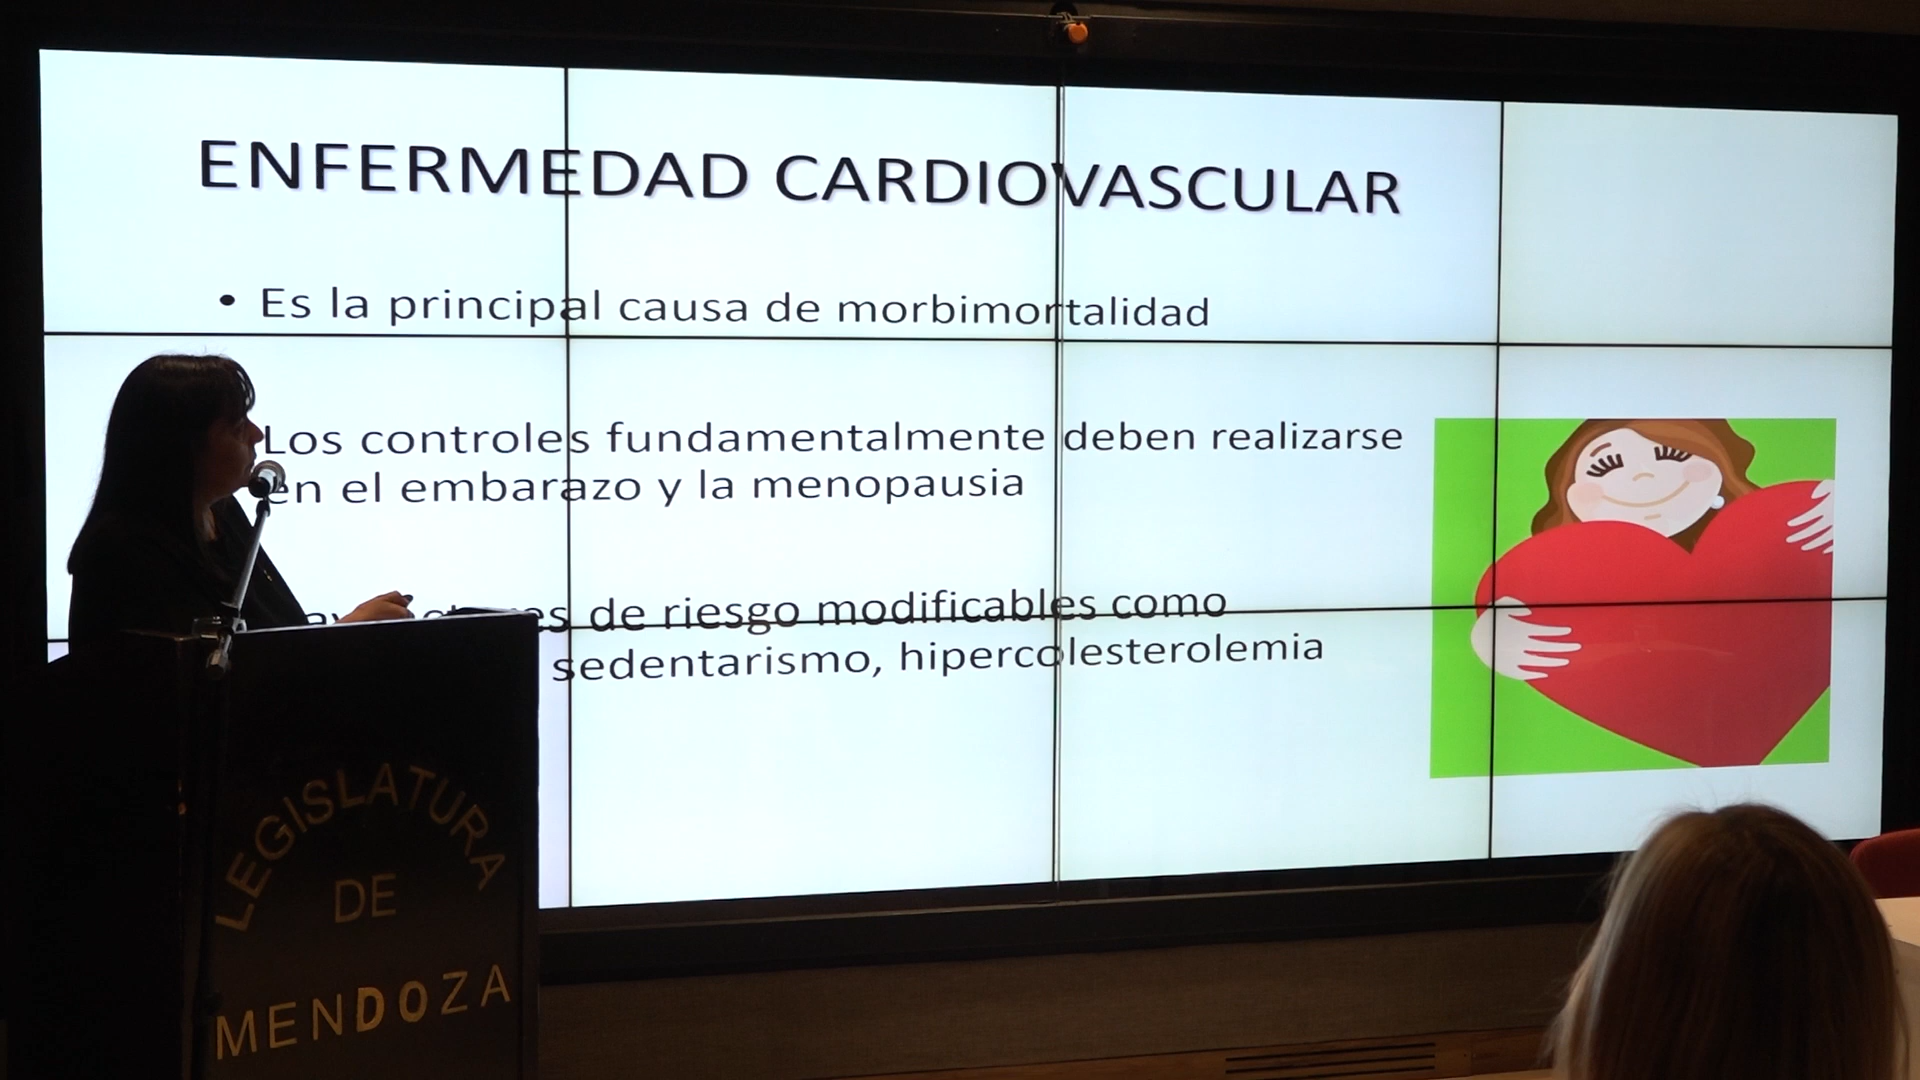 ENFERMEDAD CARDIOVASCULAR
• Es la principal causa de morbimortalidad
Los controles fundamentalmente deben realizarse
en el embarazo y la menopausia
de riesgo modificables como
sedentarismo, hipercolesterolemia
LEGISLATURA
DE
MENDOZA